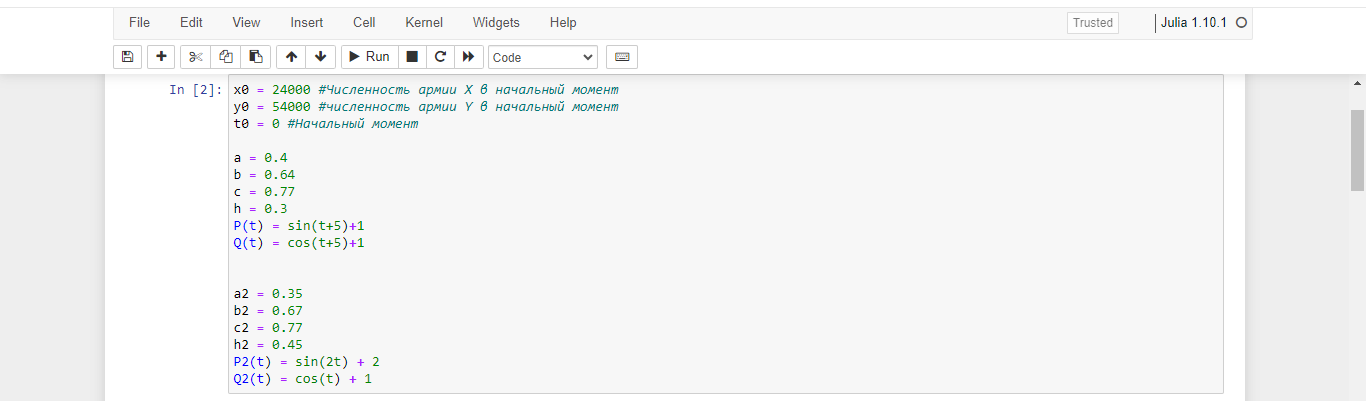 File Edit View Insert Cell Kernel Widgets Help Trusted Julia 1.10.1
Run Code
In [2]: x0 = 24000 #Численность армии X в начальный момент
y0 = 54000 #численность армии Y в начальный момент
t0 = 0 #Начальный момент
a = 0.4
b = 0.64
c = 0.77
h = 0.3
P(t) = sin(t+5)+1
Q(t) = cos(t+5)+1
a2 = 0.35
b2 = 0.67
c2 = 0.77
h2 = 0.45
P2(t) = sin(2t) + 2
Q2(t) = cos(t) + 1